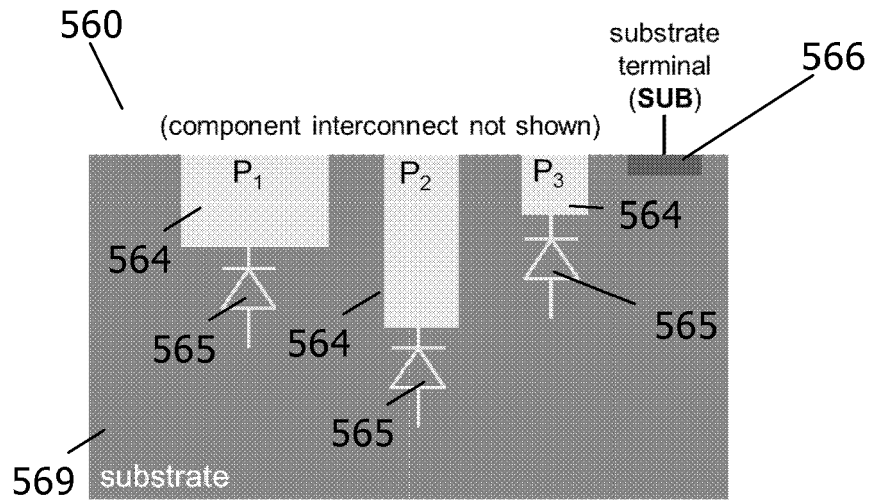 560
substrate
terminal
(SUB)
566
(component interconnect not shown)
P₁
P₂
P₃
564
564
565
564
565
565
569
substrate